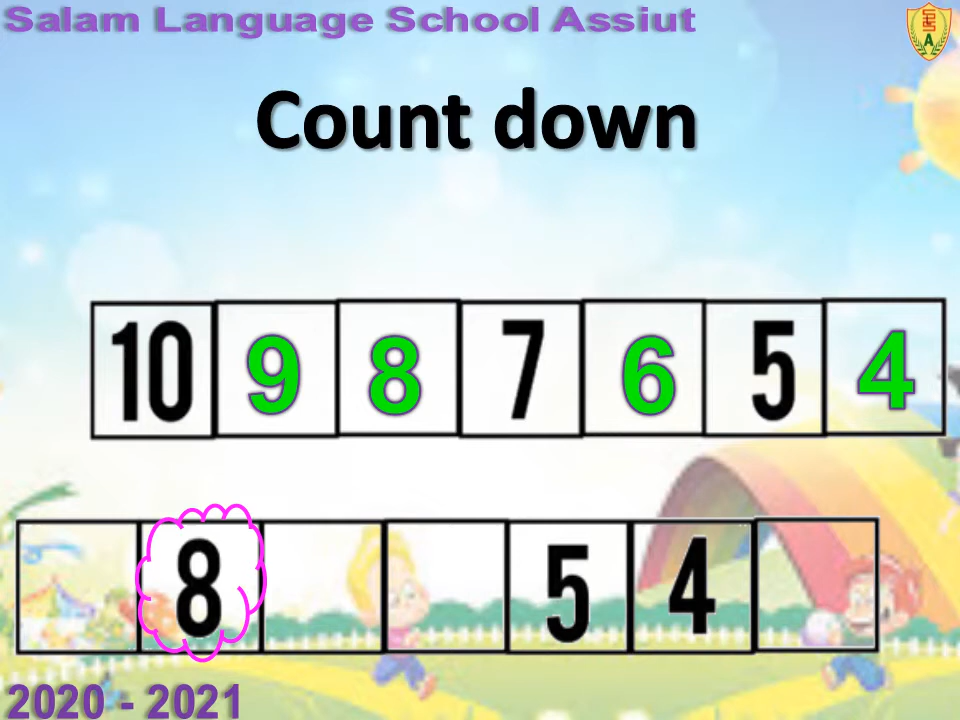 Salam Language School Assiut
A
Count down
10 9 8 7 6 5 4
8 5 4
2020 - 2021